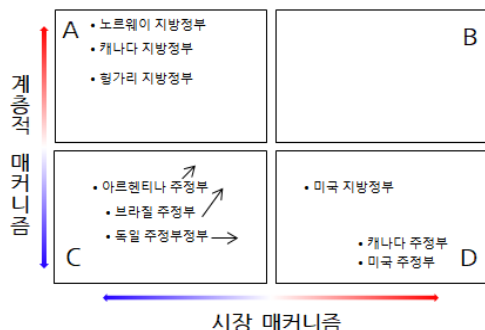 A
• 노르웨이 지방정부
• 캐나다 지방정부
• 헝가리 지방정부
B
계층적 매커니즘
• 아르헨티나 주정부
• 브라질 주정부
• 독일 주정부정부
C
• 미국 지방정부
• 캐나다 주정부
• 미국 주정부
D
시장 매커니즘